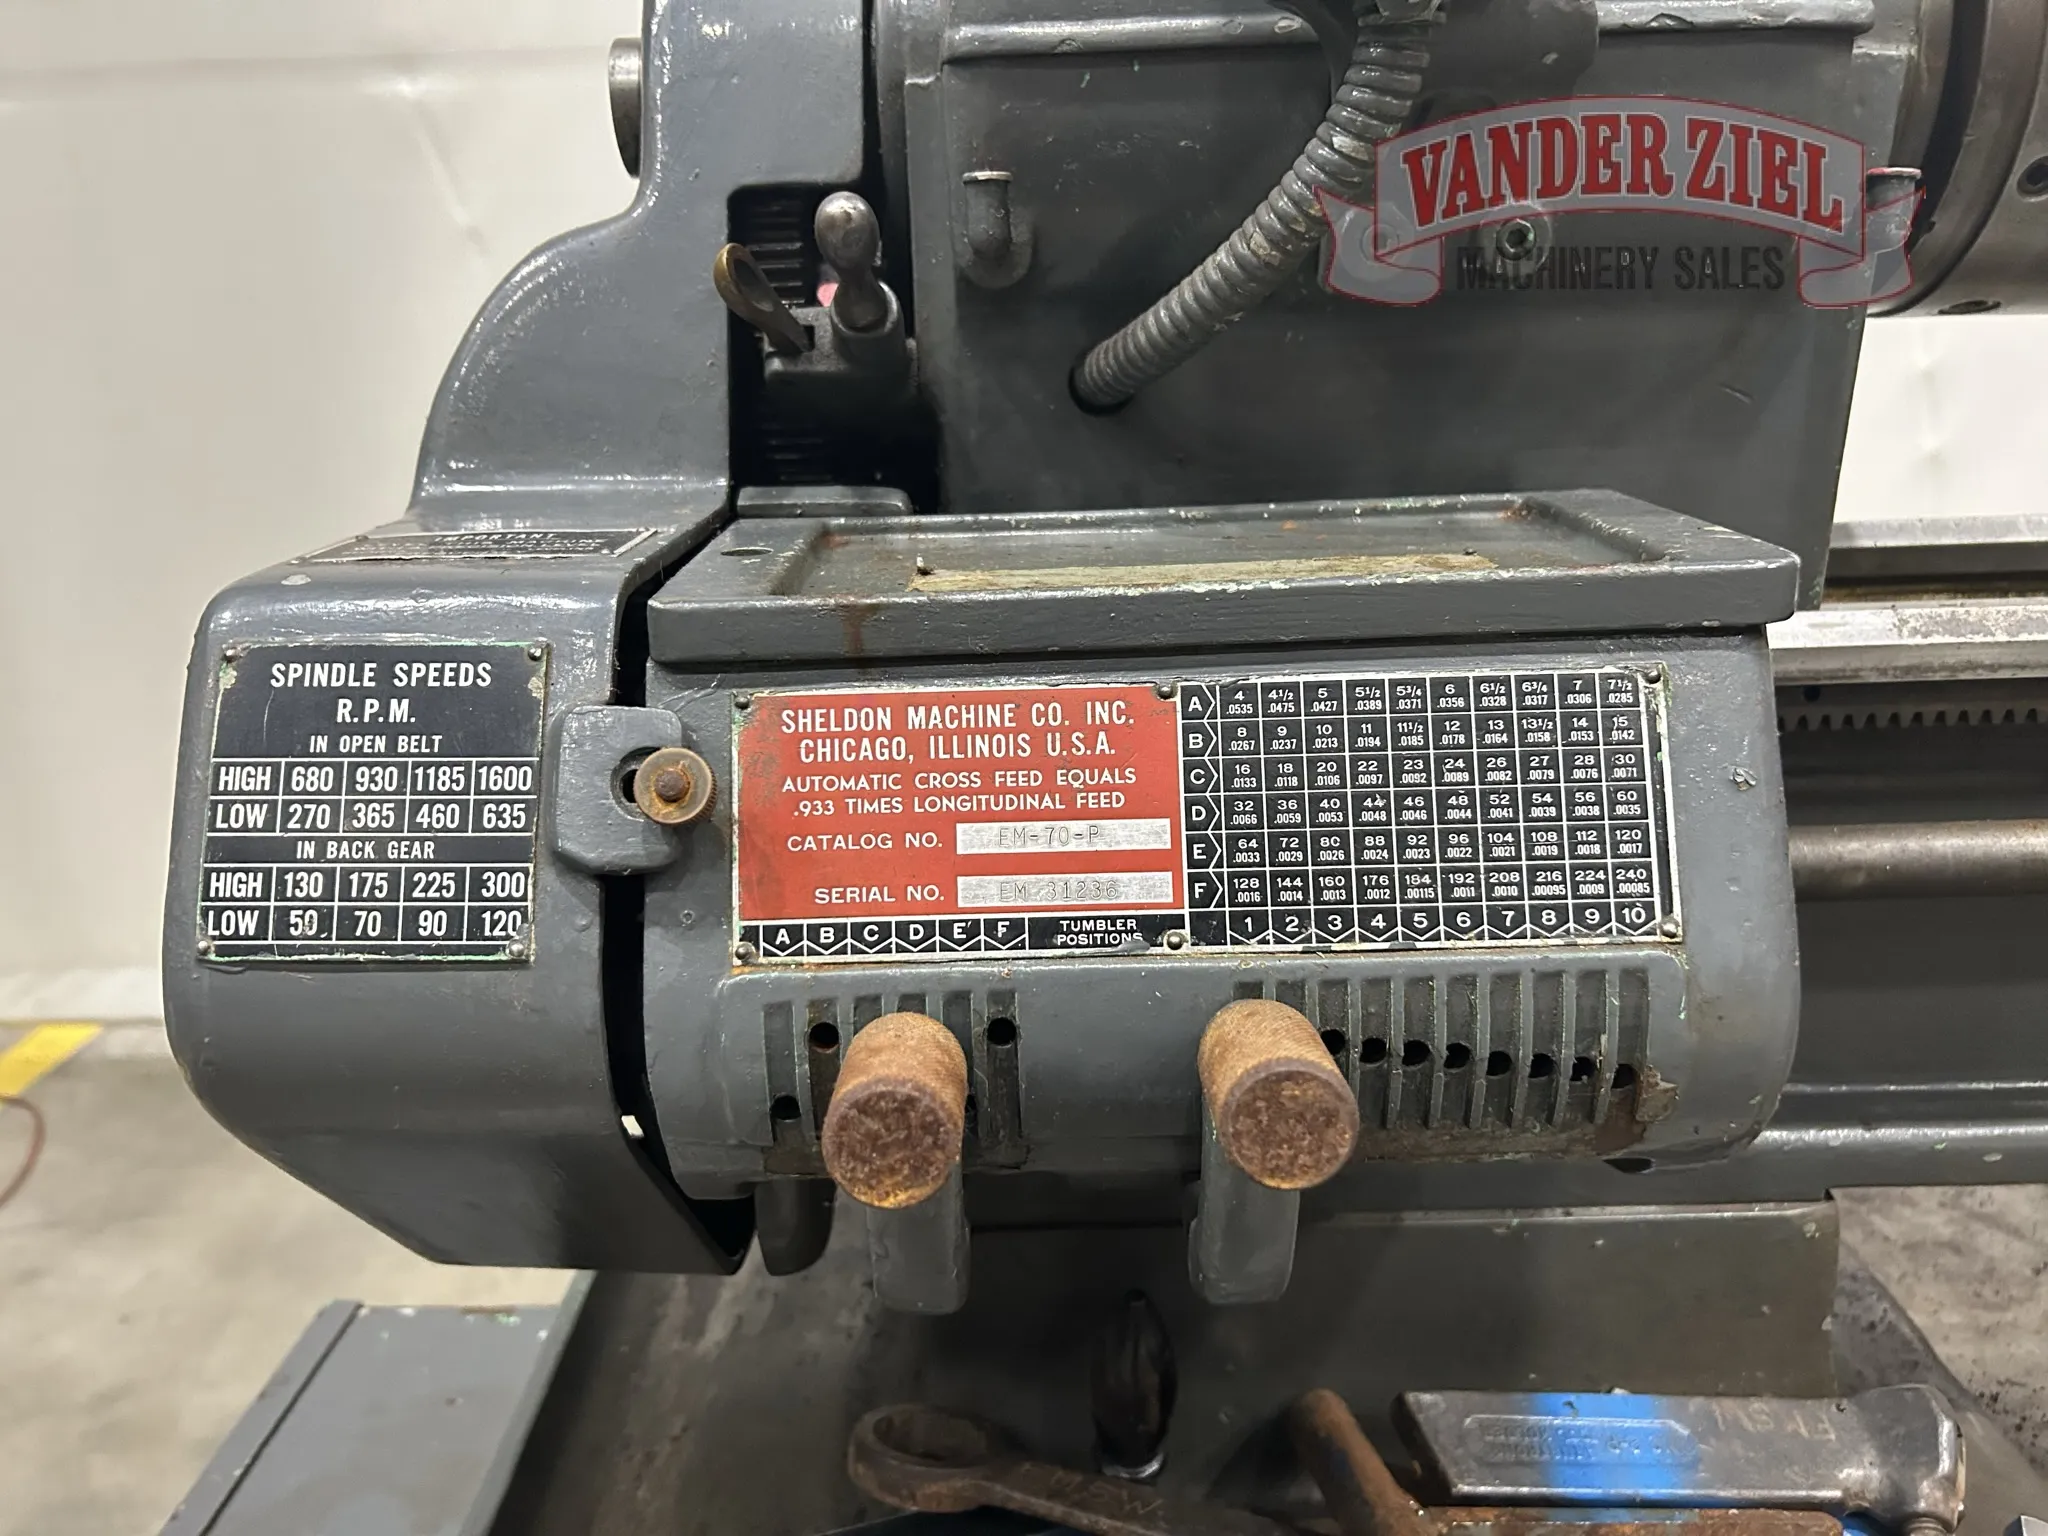 VANDER ZIEL
MACHINERY SALES
IMPORTANT
SPINDLE SPEEDS
R.P.M.
IN OPEN BELT
HIGH 680 930 1185 1600
LOW 270 365 460 635
IN BACK GEAR
HIGH 130 175 225 300
LOW 50 70 90 120
SHELDON MACHINE CO. INC.
CHICAGO, ILLINOIS U.S.A.
AUTOMATIC CROSS FEED EQUALS
.933 TIMES LONGITUDINAL FEED
CATALOG NO. EM-70-P
SERIAL NO. EM-31236
A B C D E F TUMBLER
POSITIONS
A 4 4½ 5 5½ 5¾ 6 6½ 6¾ 7 7½
.0535 .0475 .0427 .0389 .0371 .0356 .0328 .0317 .0306 .0285
B 8 9 10 11 11½ 12 13 13½ 14 15
.0267 .0237 .0213 .0194 .0185 .0178 .0164 .0158 .0153 .0142
C 16 18 20 22 23 24 26 27 28 30
.0133 .0118 .0106 .0097 .0092 .0089 .0082 .0079 .0076 .0071
D 32 36 40 44 46 48 52 54 56 60
.0066 .0059 .0053 .0048 .0046 .0044 .0041 .0039 .0038 .0035
E 64 72 80 88 92 96 104 108 112 120
.0033 .0029 .0026 .0024 .0023 .0022 .0021 .0019 .0018 .0017
F 128 144 160 176 184 192 208 216 224 240
.0016 .0014 .0013 .0012 .00115 .0011 .0010 .00095 .0009 .00085
1 2 3 4 5 6 7 8 9 10